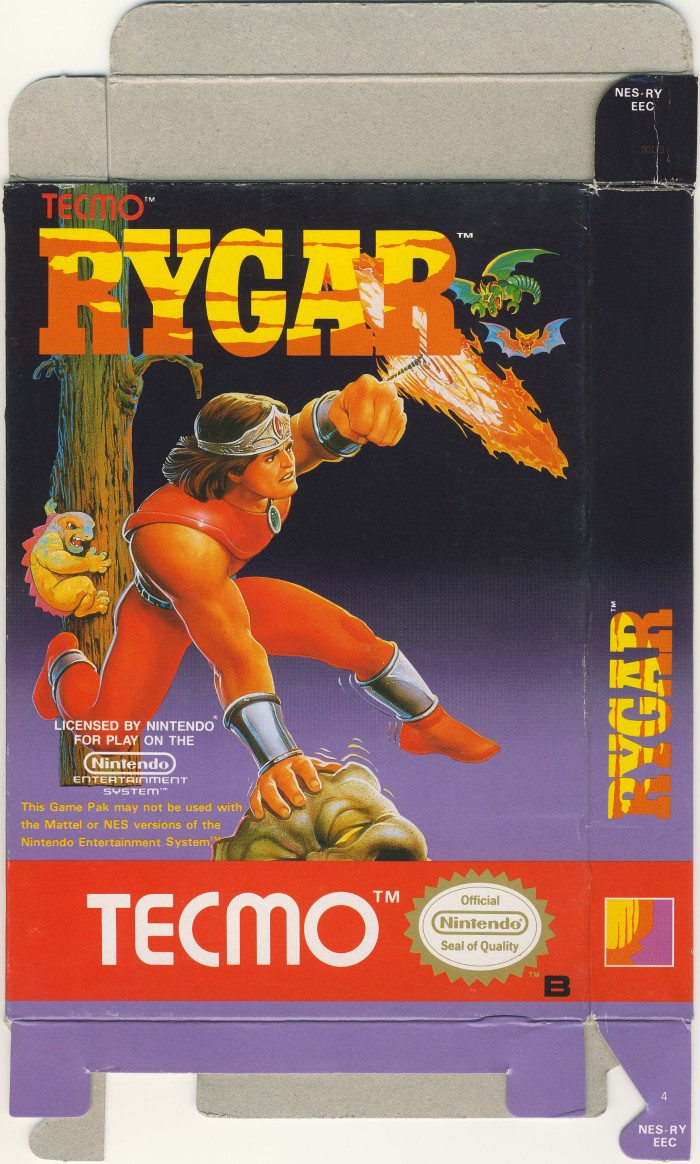 NES-RY
EEC
00113
TECMO™
RYGAR™
RYGAR™
LICENSED BY NINTENDO®
FOR PLAY ON THE
Nintendo®
ENTERTAINMENT
SYSTEM™
This Game Pak may not be used with
the Mattel or NES versions of the
Nintendo Entertainment System™.
TECMO™
Official
Nintendo®
Seal of Quality
TM
B
4
NES-RY
EEC